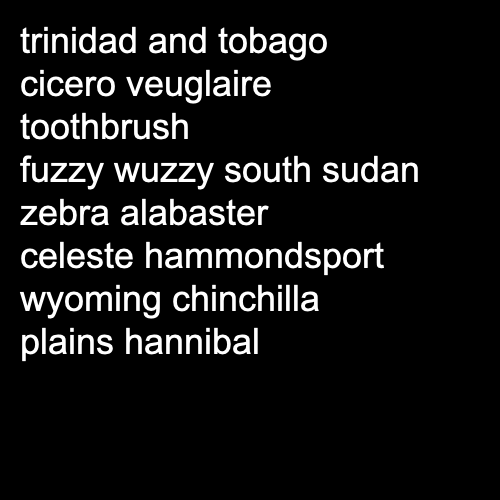 trinidad and tobago
cicero veuglaire
toothbrush
fuzzy wuzzy south sudan
zebra alabaster
celeste hammondsport
wyoming chinchilla
plains hannibal